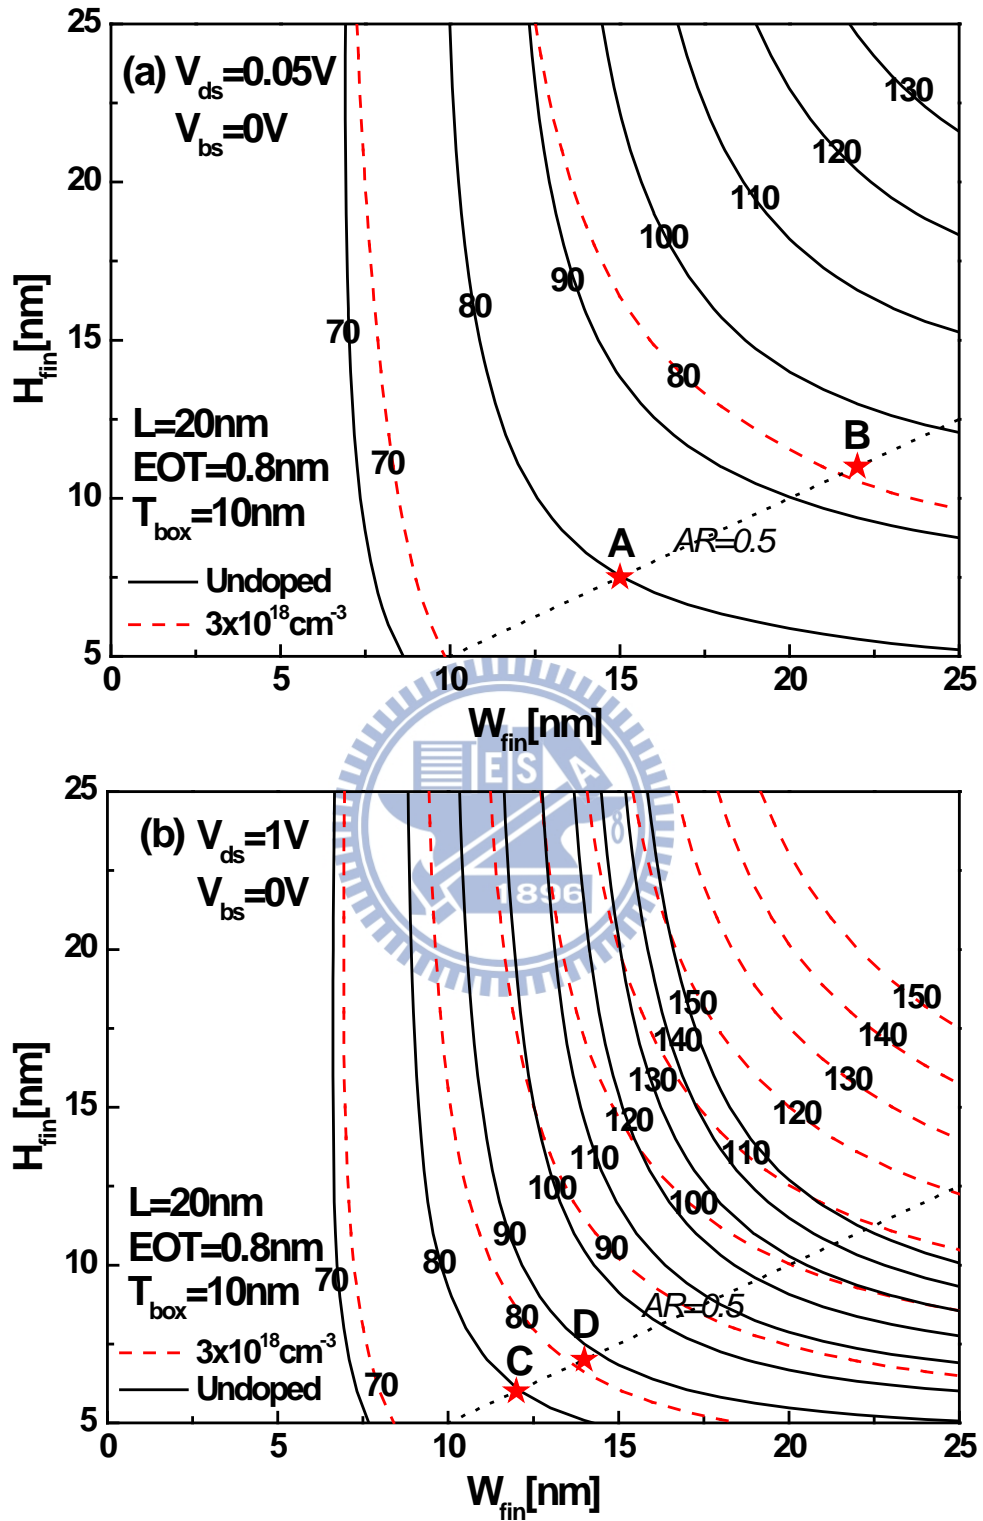 25
(a) Vds=0.05V
Vbs=0V
130
120
20
110
100
90
80
Hfin[nm]
15
70
80
L=20nm
B
EOT=0.8nm
70
10
Tbox=10nm
A
AR=0.5
Undoped
3x10^18cm^-3
5
0
5
10
15
20
25
Wfin[nm]
ESA
1896
25
(b) Vds=1V
Vbs=0V
20
150
150
140
140
Hfin[nm]
15
130
130
120
120
110
110
100
100
L=20nm
90
90
EOT=0.8nm
10
80
70
Tbox=10nm
AR=0.5
80
D
3x10^18cm^-3
C
70
Undoped
5
0
5
10
15
20
25
Wfin[nm]